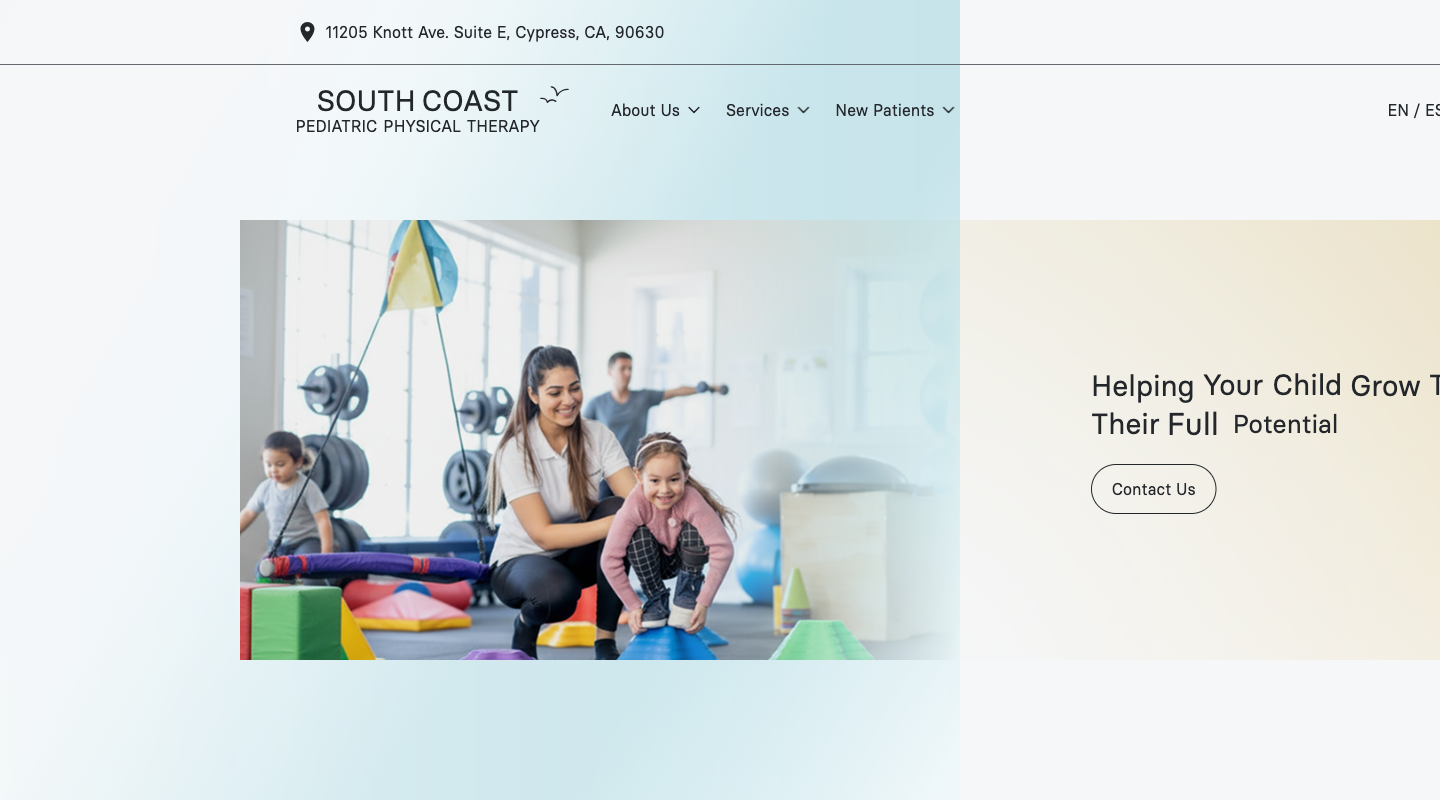 11205 Knott Ave. Suite E, Cypress, CA, 90630
SOUTH COAST
PEDIATRIC PHYSICAL THERAPY
About Us
Services
New Patients
EN / ES
Helping Your Child Grow
Their Full Potential
Contact Us